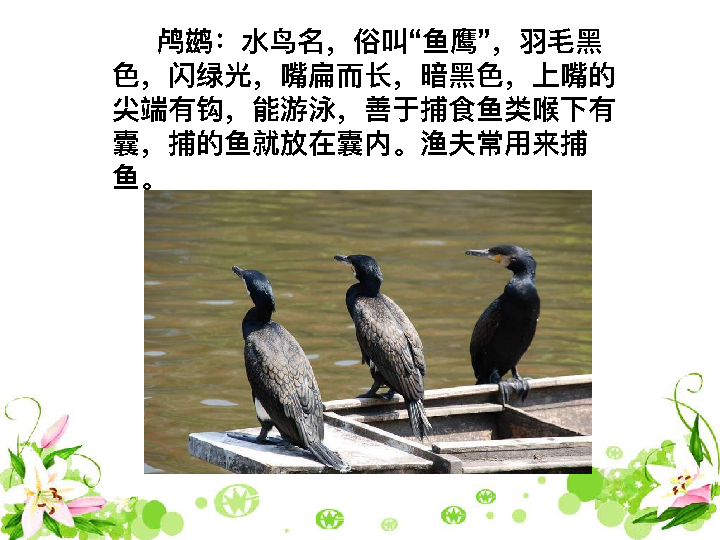 鸬鹚：水鸟名，俗叫“鱼鹰”，羽毛黑
色，闪绿光，嘴扁而长，暗黑色，上嘴的
尖端有钩，能游泳，善于捕食鱼类喉下有
囊，捕的鱼就放在囊内。渔夫常用来捕
鱼。